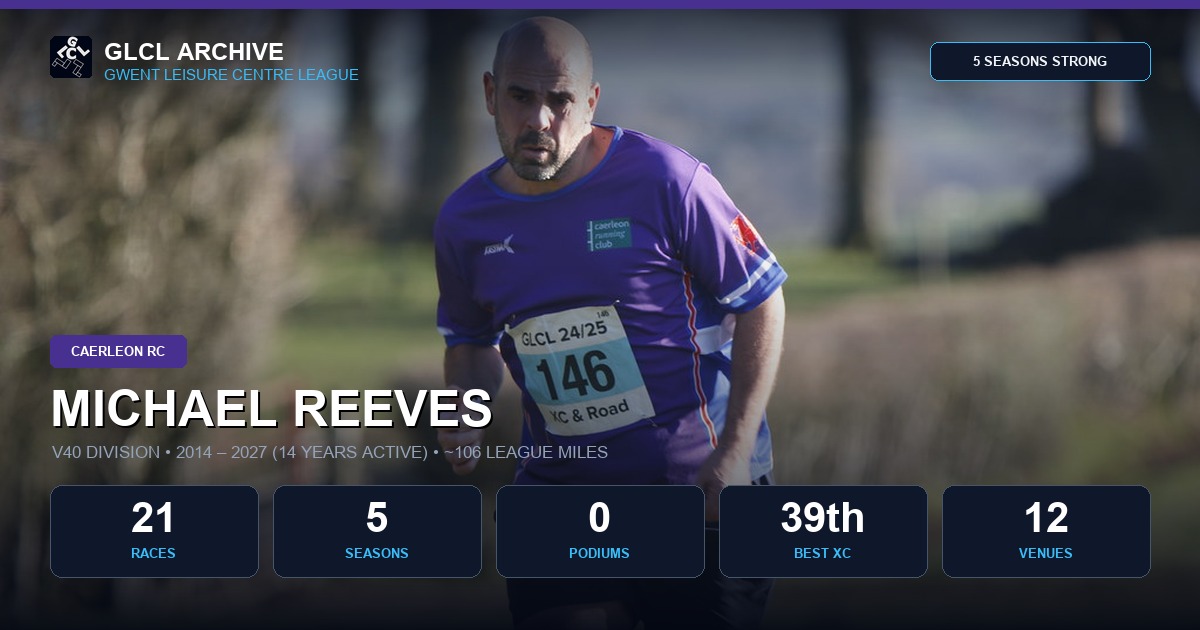 GLCL ARCHIVE
GWENT LEISURE CENTRE LEAGUE
5 SEASONS STRONG
caerleon
running
club
146
GLCL 24/25
146
XC & Road
CAERLEON RC
MICHAEL REEVES
V40 DIVISION • 2014 – 2027 (14 YEARS ACTIVE) • ~106 LEAGUE MILES
21
RACES
5
SEASONS
0
PODIUMS
39th
BEST XC
12
VENUES